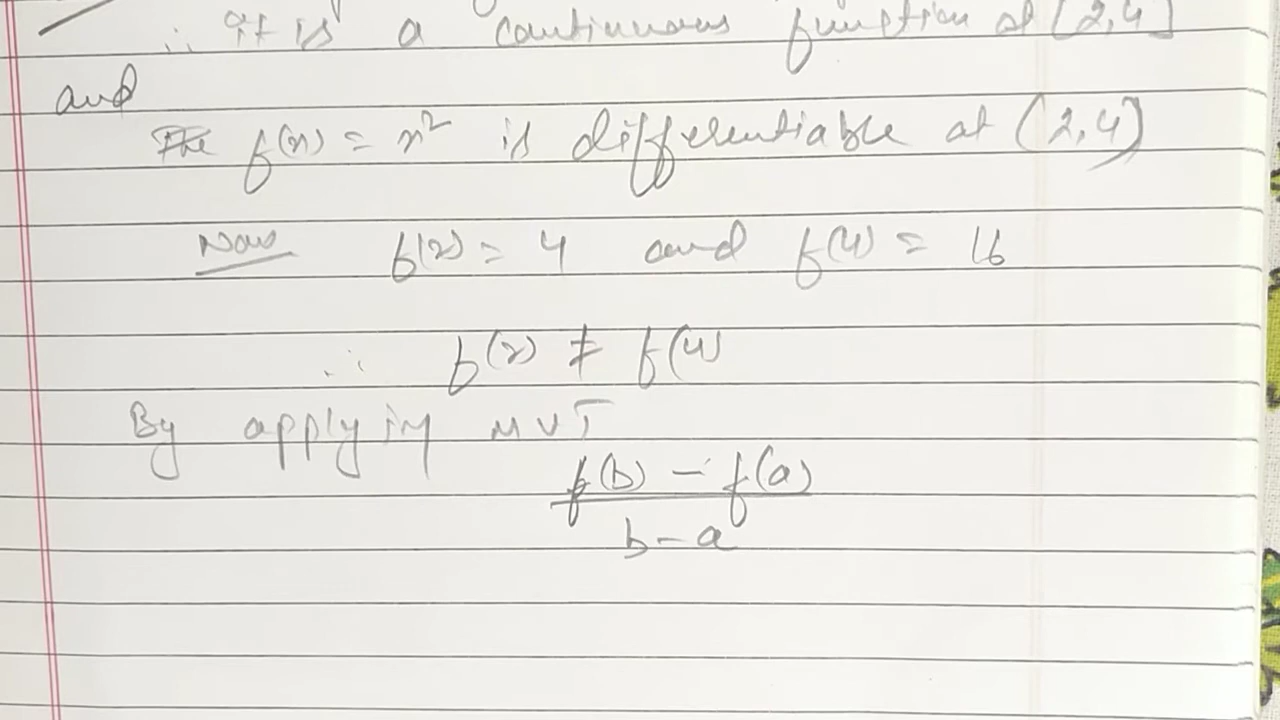 ∴ It is a continuous function at [2,4]
and
f(x) = x² is differentiable at (2,4)
Now f(2) = 4 and f(4) = 16
∴ f(2) ≠ f(4)
By applying MVT
f(b) - f(a)
b - a